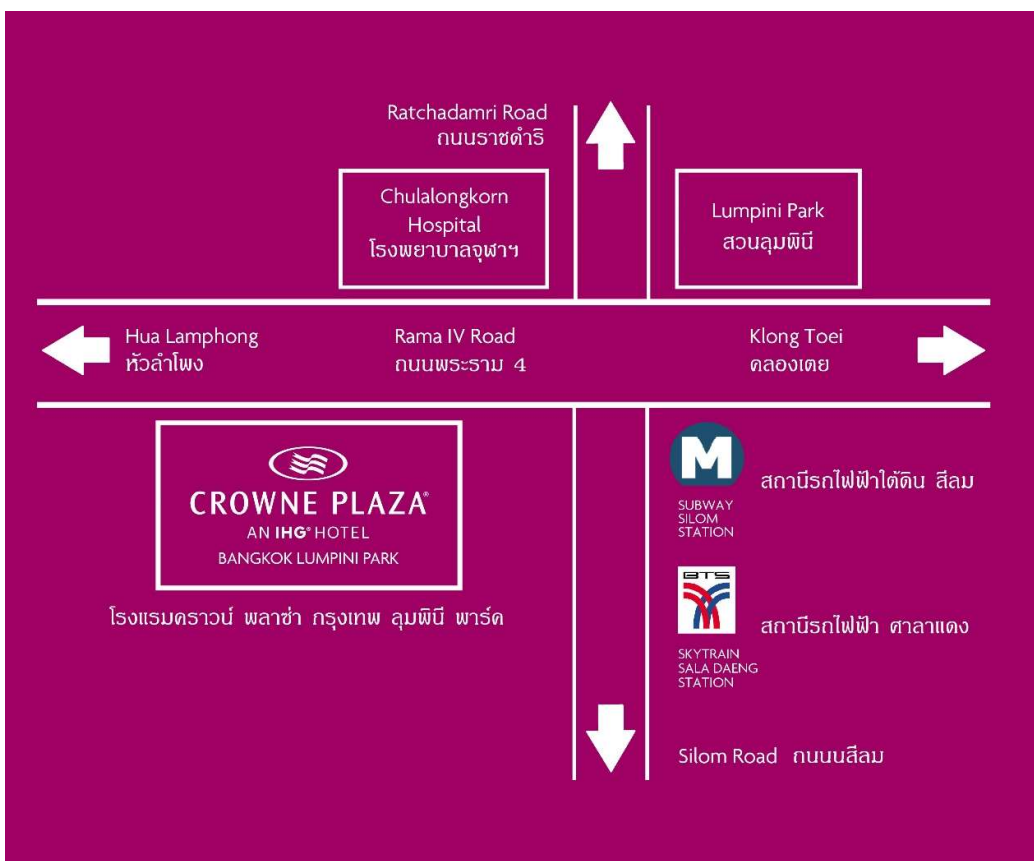 Ratchadamri Road
ถนนราชดำริ
Chulalongkorn
Hospital
โรงพยาบาลจุฬาฯ
Lumpini Park
สวนลุมพินี
Hua Lamphong
หัวลำโพง
Rama IV Road
ถนนพระราม 4
Klong Toei
คลองเตย
CROWNE PLAZA®
AN IHG® HOTEL
BANGKOK LUMPINI PARK
โรงแรมคราวน์ พลาซ่า กรุงเทพ ลุมพินี พาร์ค
M
SUBWAY
SILOM
STATION
สถานีรถไฟฟ้าใต้ดิน สีลม
BTS
SKYTRAIN
SALA DAENG
STATION
สถานีรถไฟฟ้า ศาลาแดง
Silom Road ถนนนสีลม